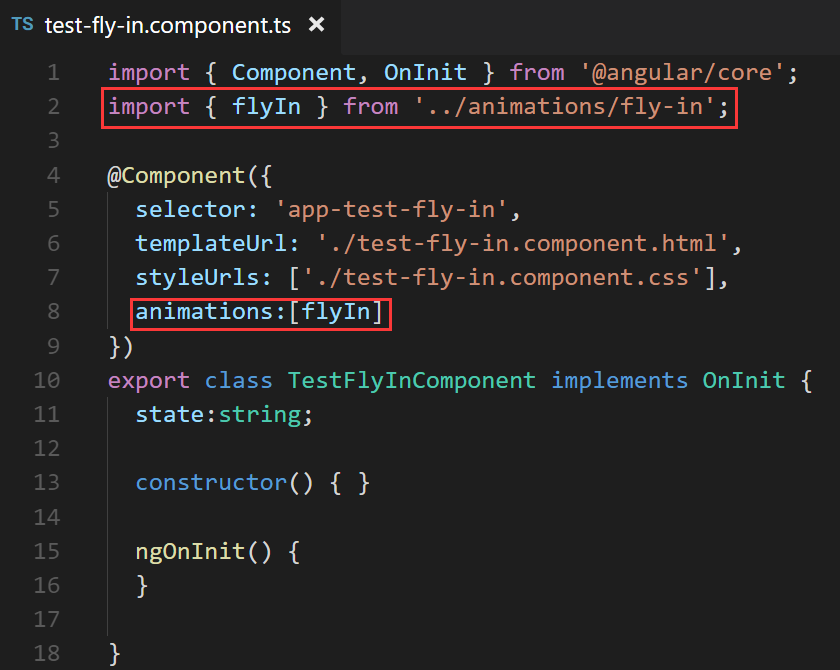 TS test-fly-in.component.ts ×
1 import { Component, OnInit } from '@angular/core';
2 import { flyIn } from '../animations/fly-in';
3
4 @Component({
5   selector: 'app-test-fly-in',
6   templateUrl: './test-fly-in.component.html',
7   styleUrls: ['./test-fly-in.component.css'],
8   animations:[flyIn]
9 })
10 export class TestFlyInComponent implements OnInit {
11   state:string;
12
13   constructor() { }
14
15   ngOnInit() {
16   }
17
18 }